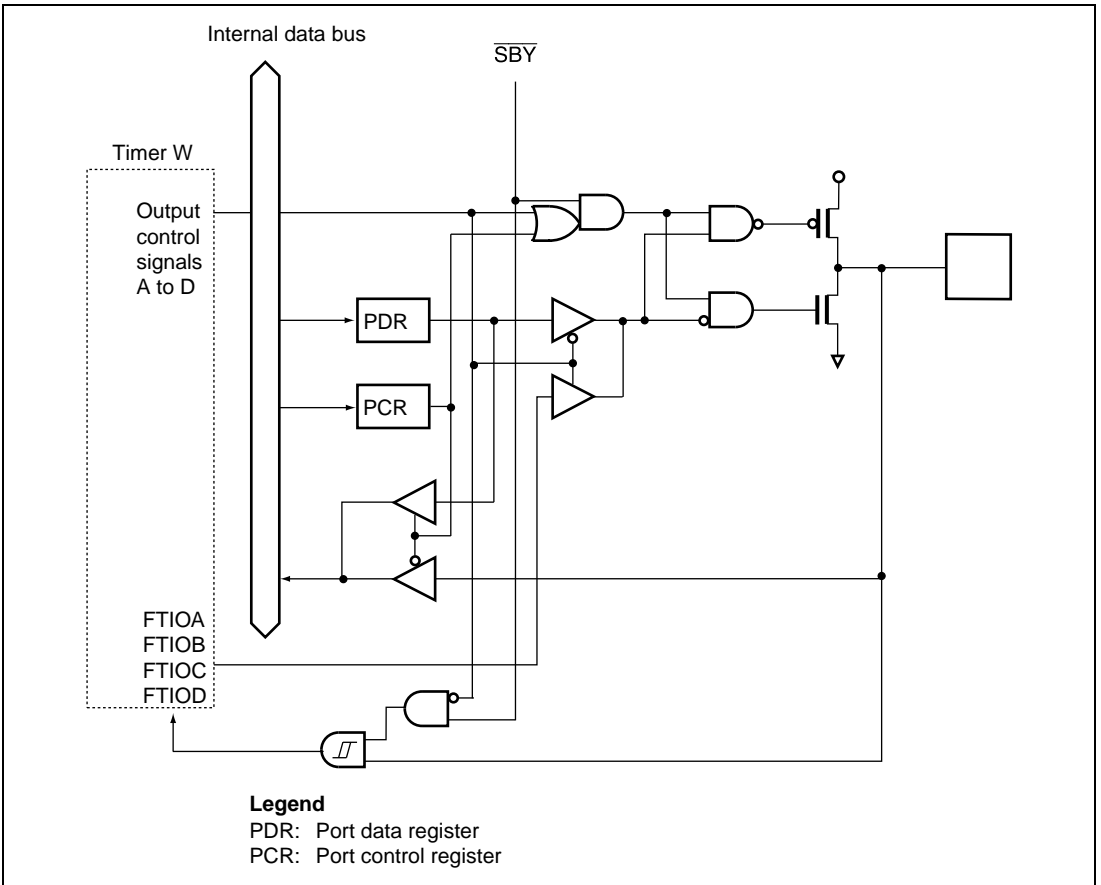 Internal data bus
SBY
Timer W
Output
control
signals
A to D
PDR
PCR
FTIOA
FTIOB
FTIOC
FTIOD
Legend
PDR: Port data register
PCR: Port control register